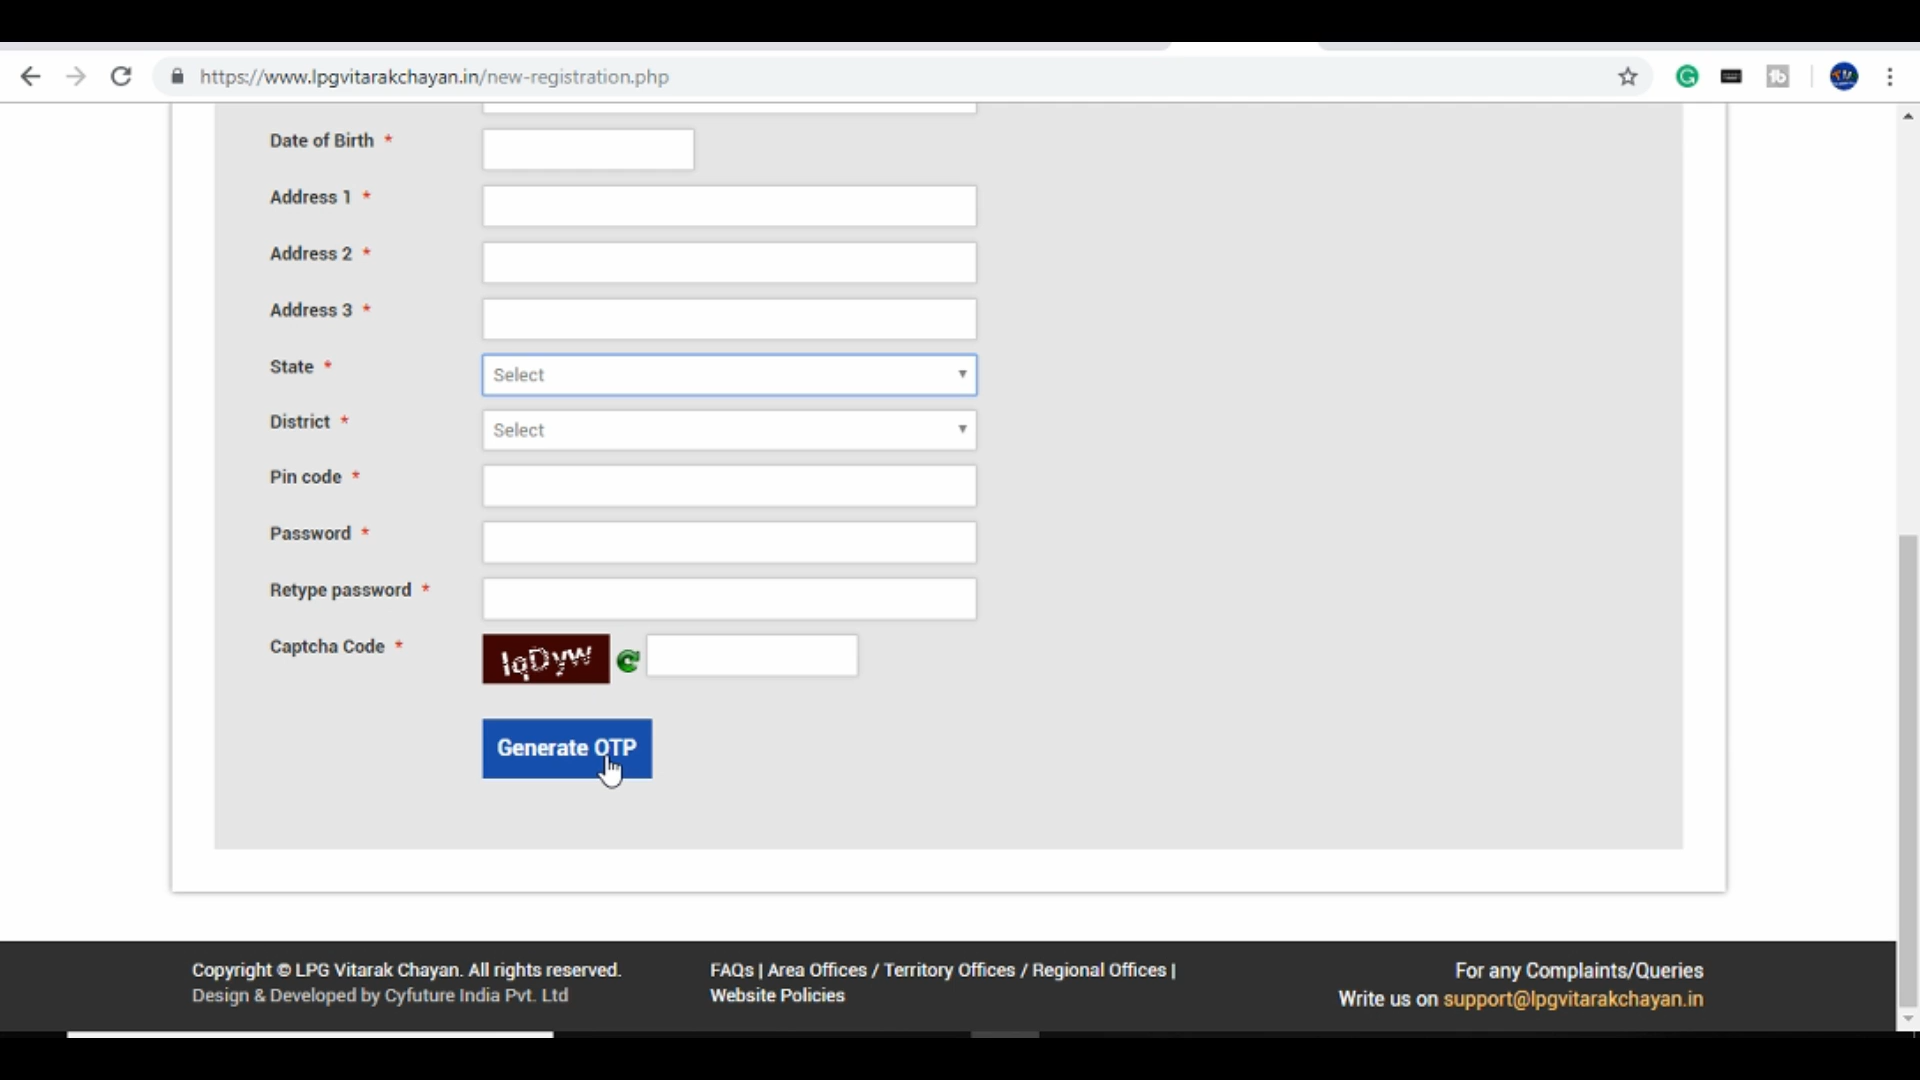 https://www.lpgvitarakchayan.in/new-registration.php
Date of Birth *
Address 1 *
Address 2 *
Address 3 *
State *
Select
District *
Select
Pin code *
Password *
Retype password *
Captcha Code *
lqDyw
Generate OTP
Copyright © LPG Vitarak Chayan. All rights reserved.
Design & Developed by Cyfuture India Pvt. Ltd
FAQs | Area Offices / Territory Offices / Regional Offices |
Website Policies
For any Complaints/Queries
Write us on support@lpgvitarakchayan.in